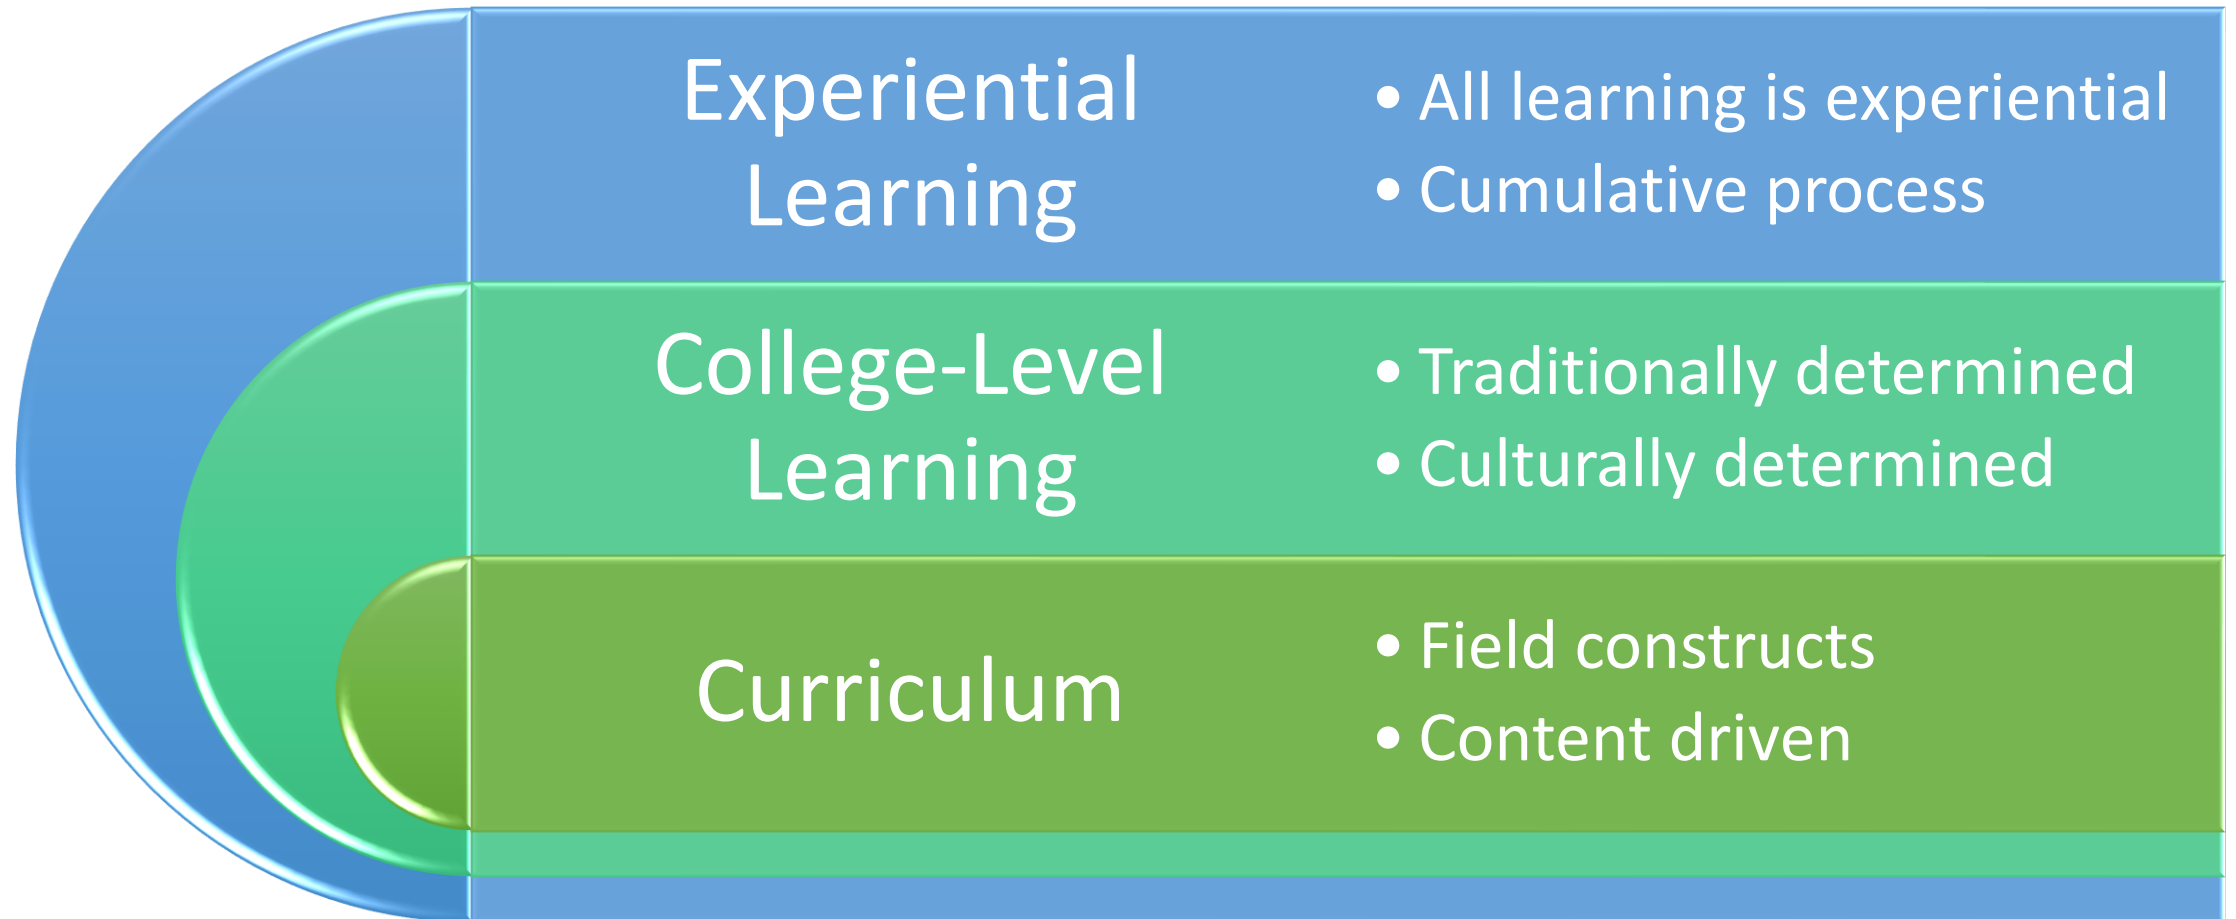 Experiential
Learning
• All learning is experiential
• Cumulative process
College-Level
Learning
• Traditionally determined
• Culturally determined
Curriculum
• Field constructs
• Content driven